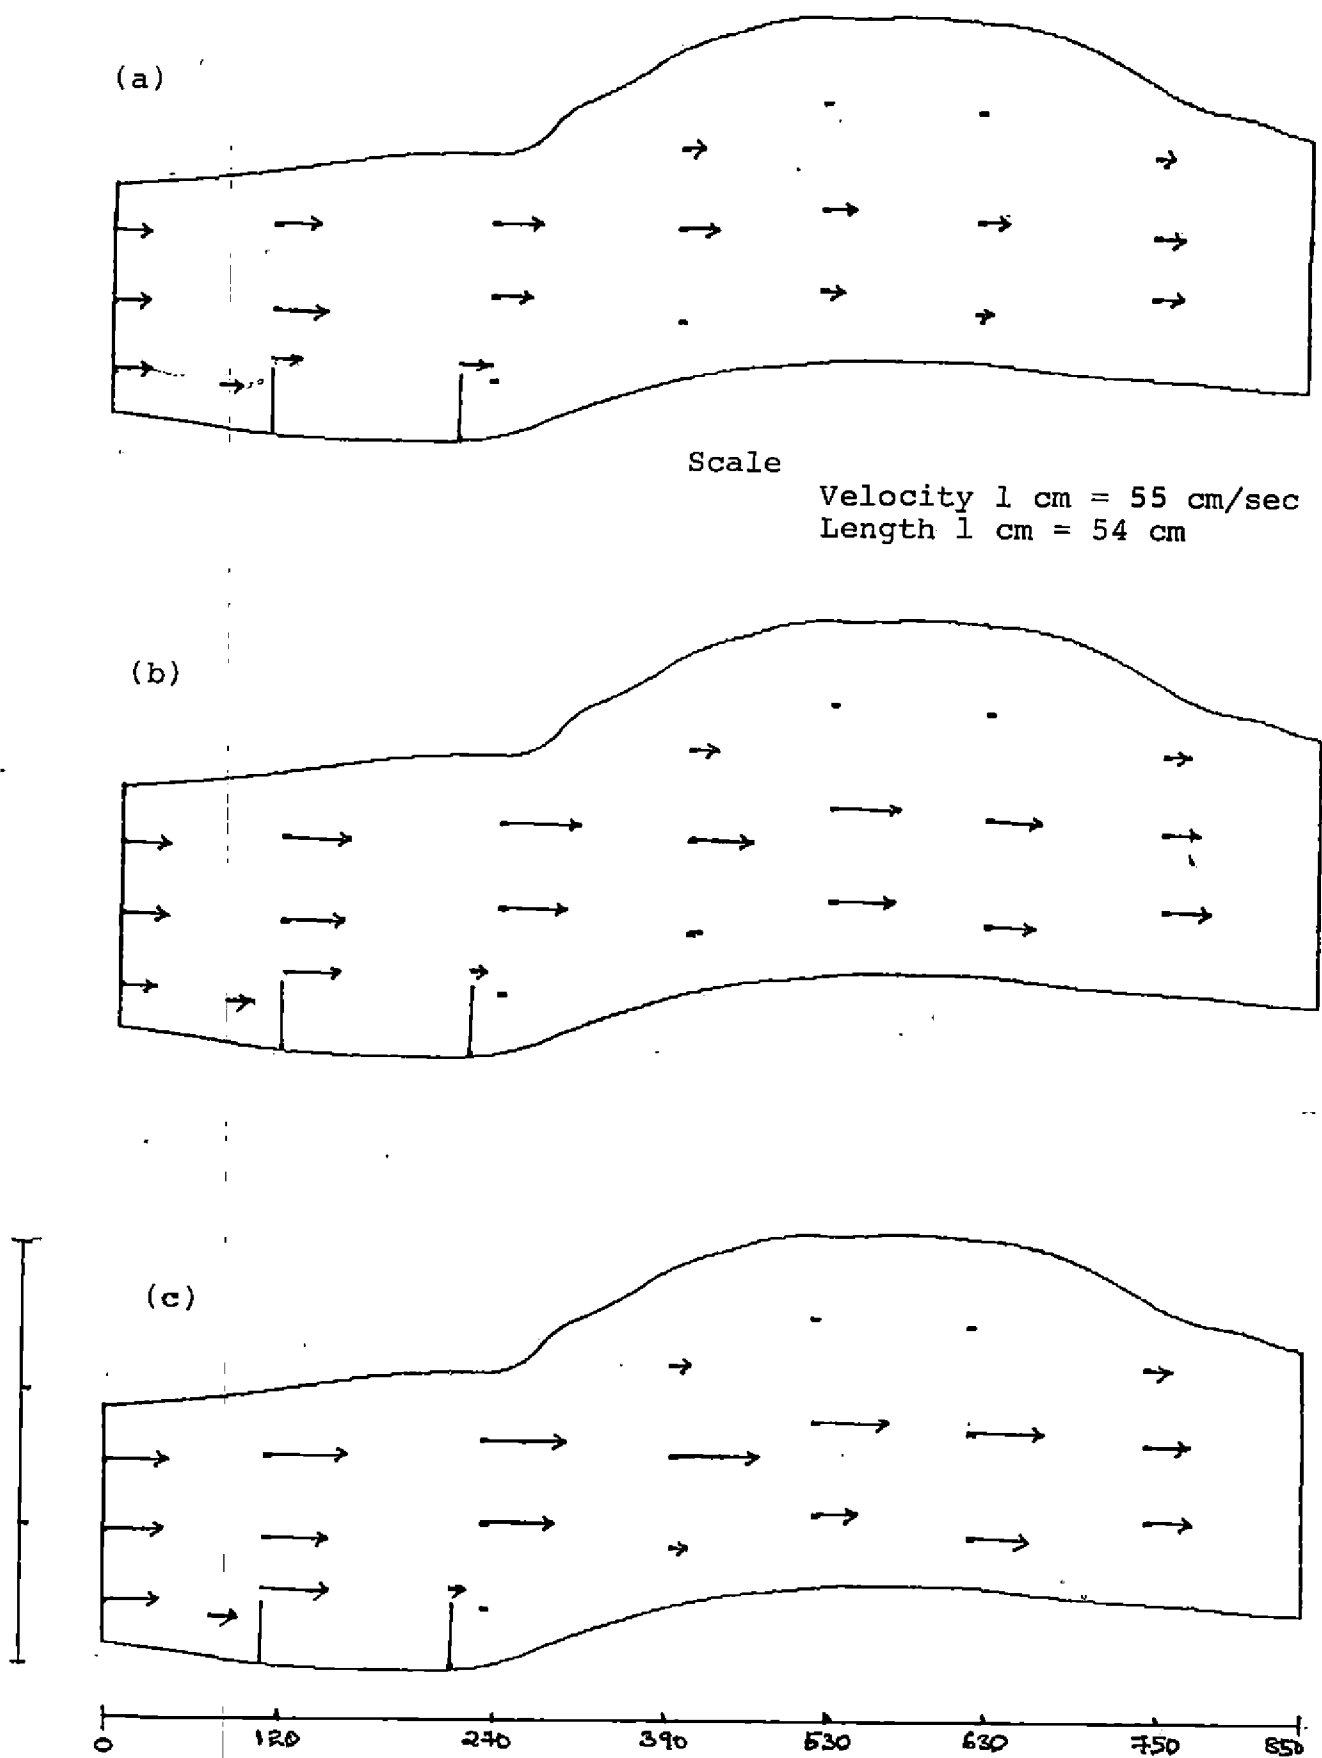 (a)
Scale
Velocity 1 cm = 55 cm/sec
Length 1 cm = 54 cm
(b)
(c)
0 120 240 390 530 630 750 850